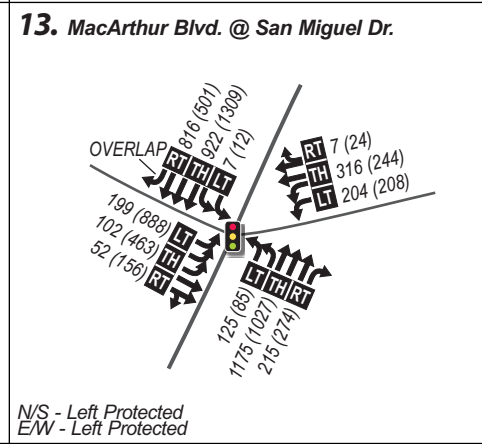 13. MacArthur Blvd. @ San Miguel Dr.
OVERLAP
RT 816 (501)
TH 922 (1309)
LT 7 (12)
RT 7 (24)
TH 316 (244)
LT 204 (208)
199 (888) LT
102 (463) TH
52 (156) RT
LT TH RT
125 (85)
1175 (1027)
215 (274)
N/S - Left Protected
E/W - Left Protected